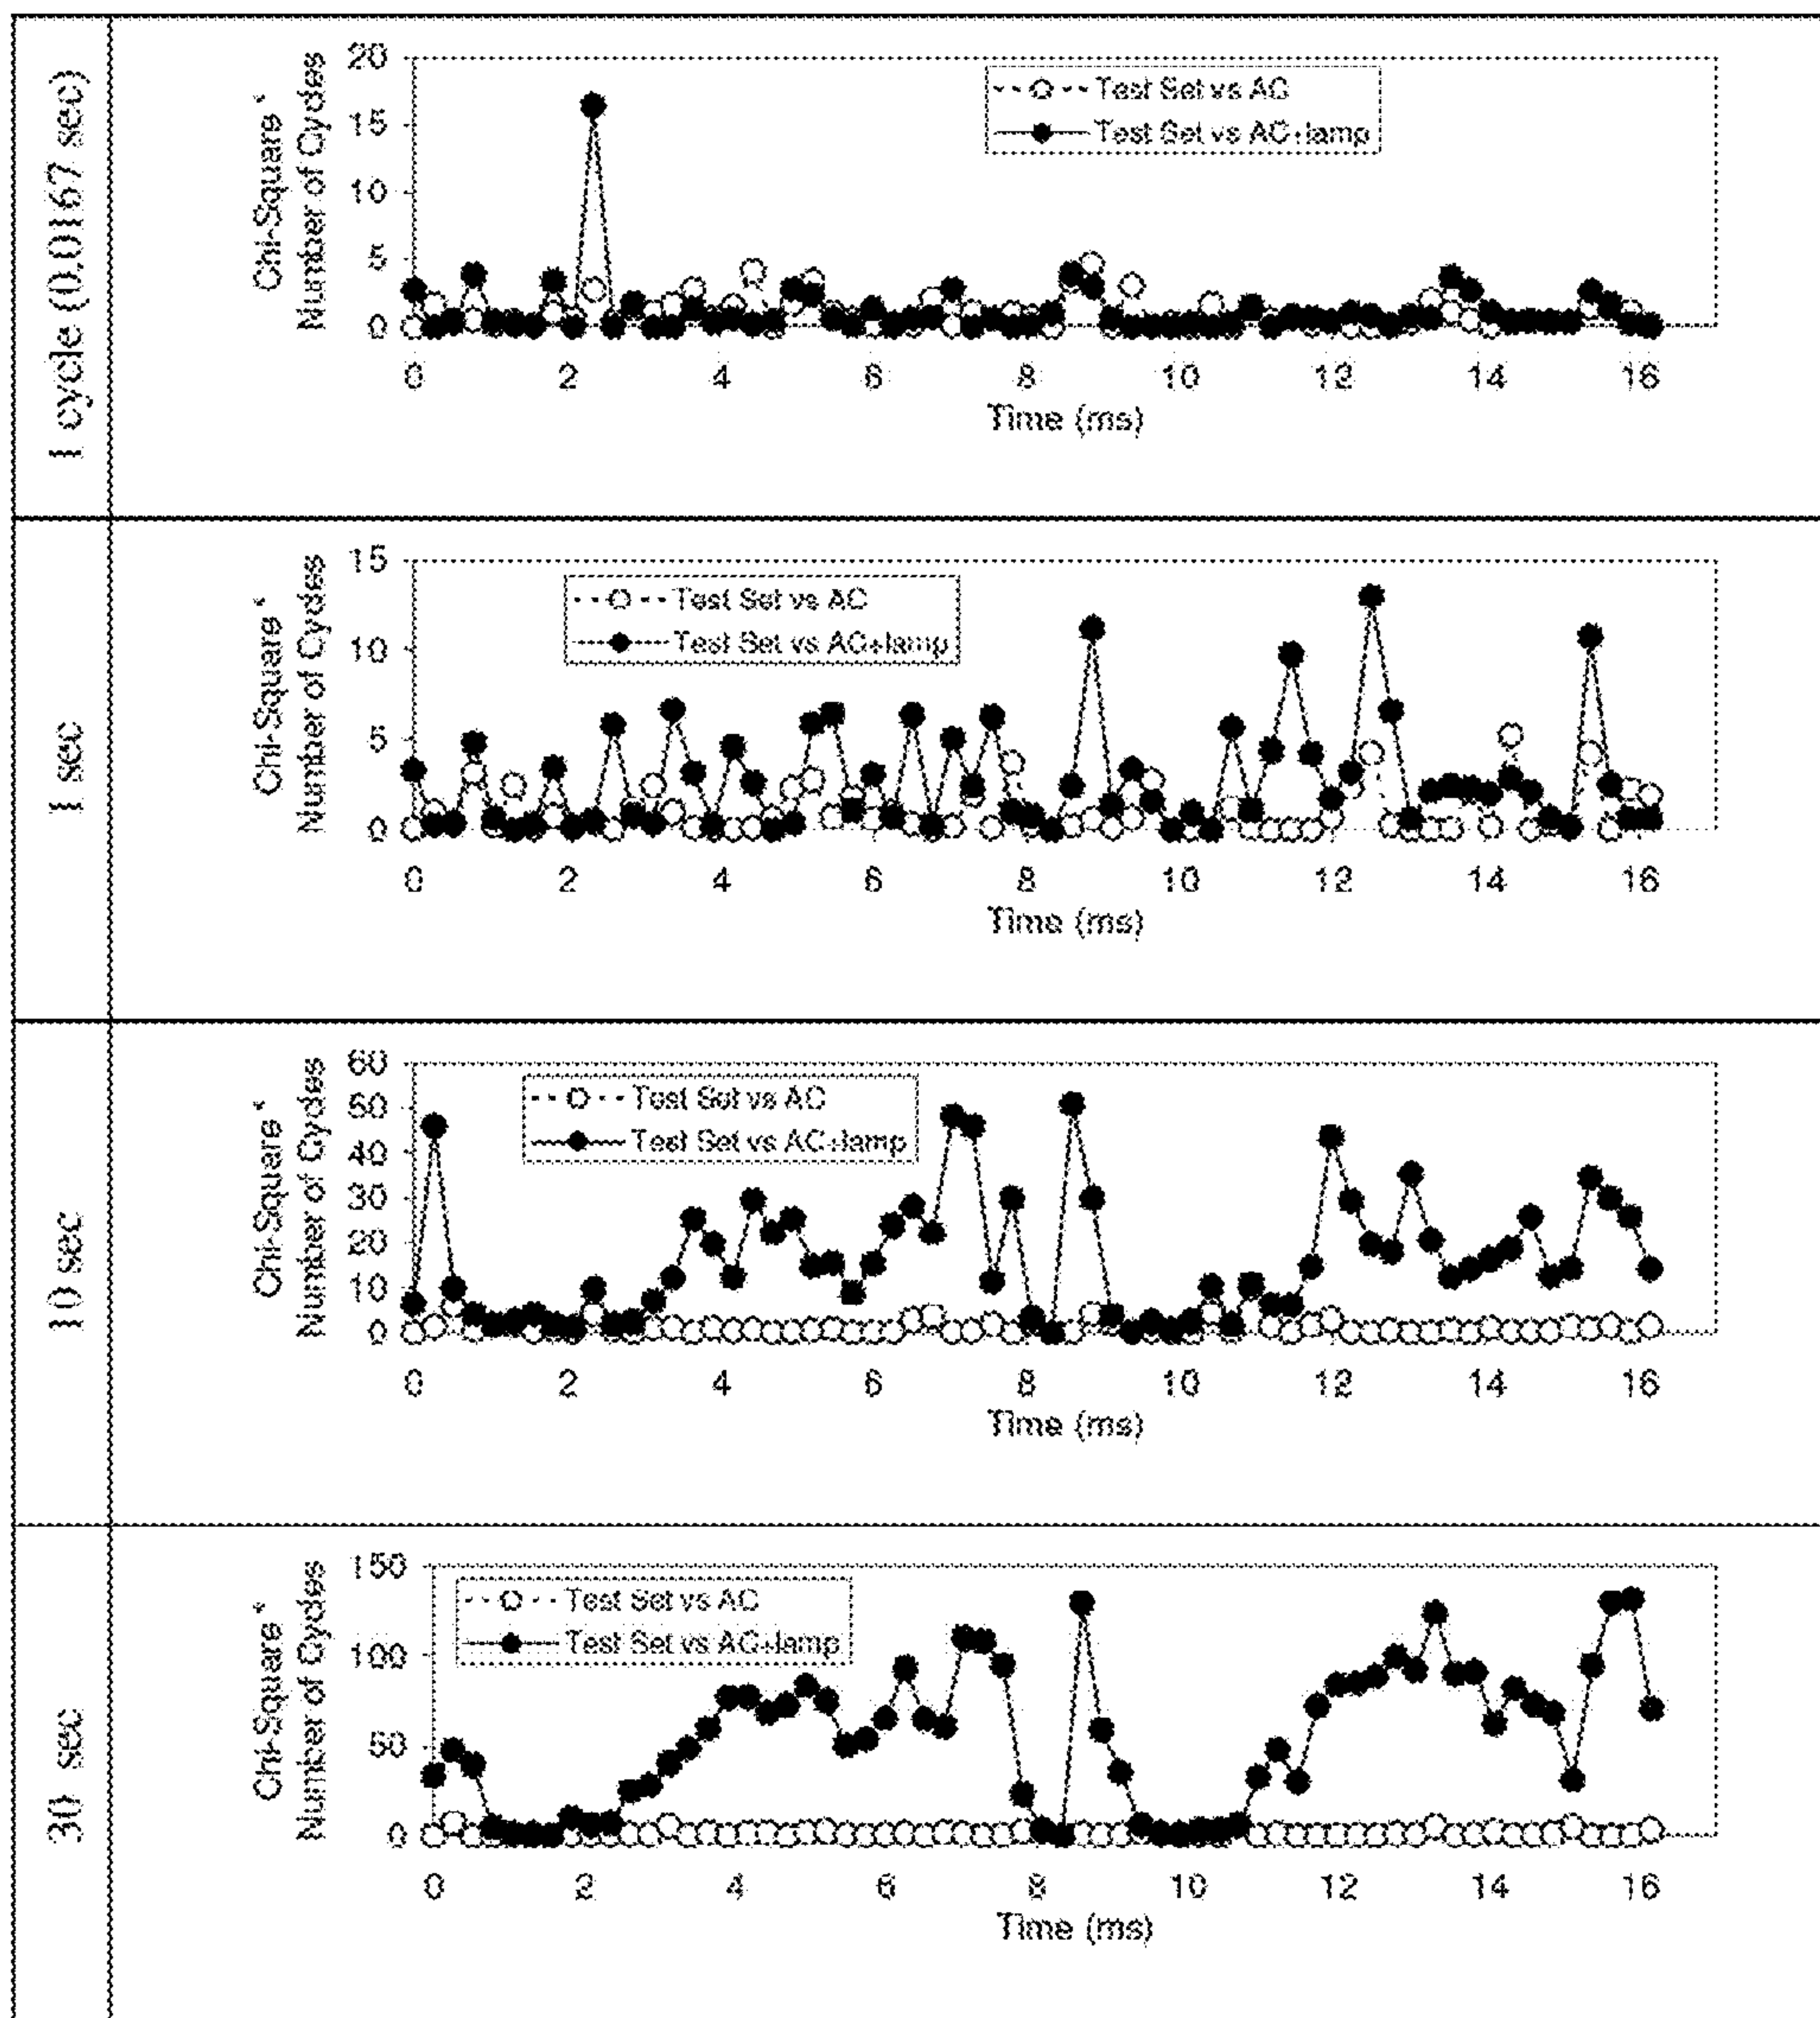 1 cycle (0.0167 sec)
Chi-Square *
Number of Cycles
20
15
10
5
0
Test Set vs AC
Test Set vs AC+lamp
0 2 4 6 8 10 12 14 16
Time (ms)
1 sec
Chi-Square *
Number of Cycles
15
10
5
0
Test Set vs AC
Test Set vs AC+lamp
0 2 4 6 8 10 12 14 16
Time (ms)
10 sec
Chi-Square *
Number of Cycles
60
50
40
30
20
10
0
Test Set vs AC
Test Set vs AC+lamp
0 2 4 6 8 10 12 14 16
Time (ms)
30 sec
Chi-Square *
Number of Cycles
150
100
50
0
Test Set vs AC
Test Set vs AC+lamp
0 2 4 6 8 10 12 14 16
Time (ms)